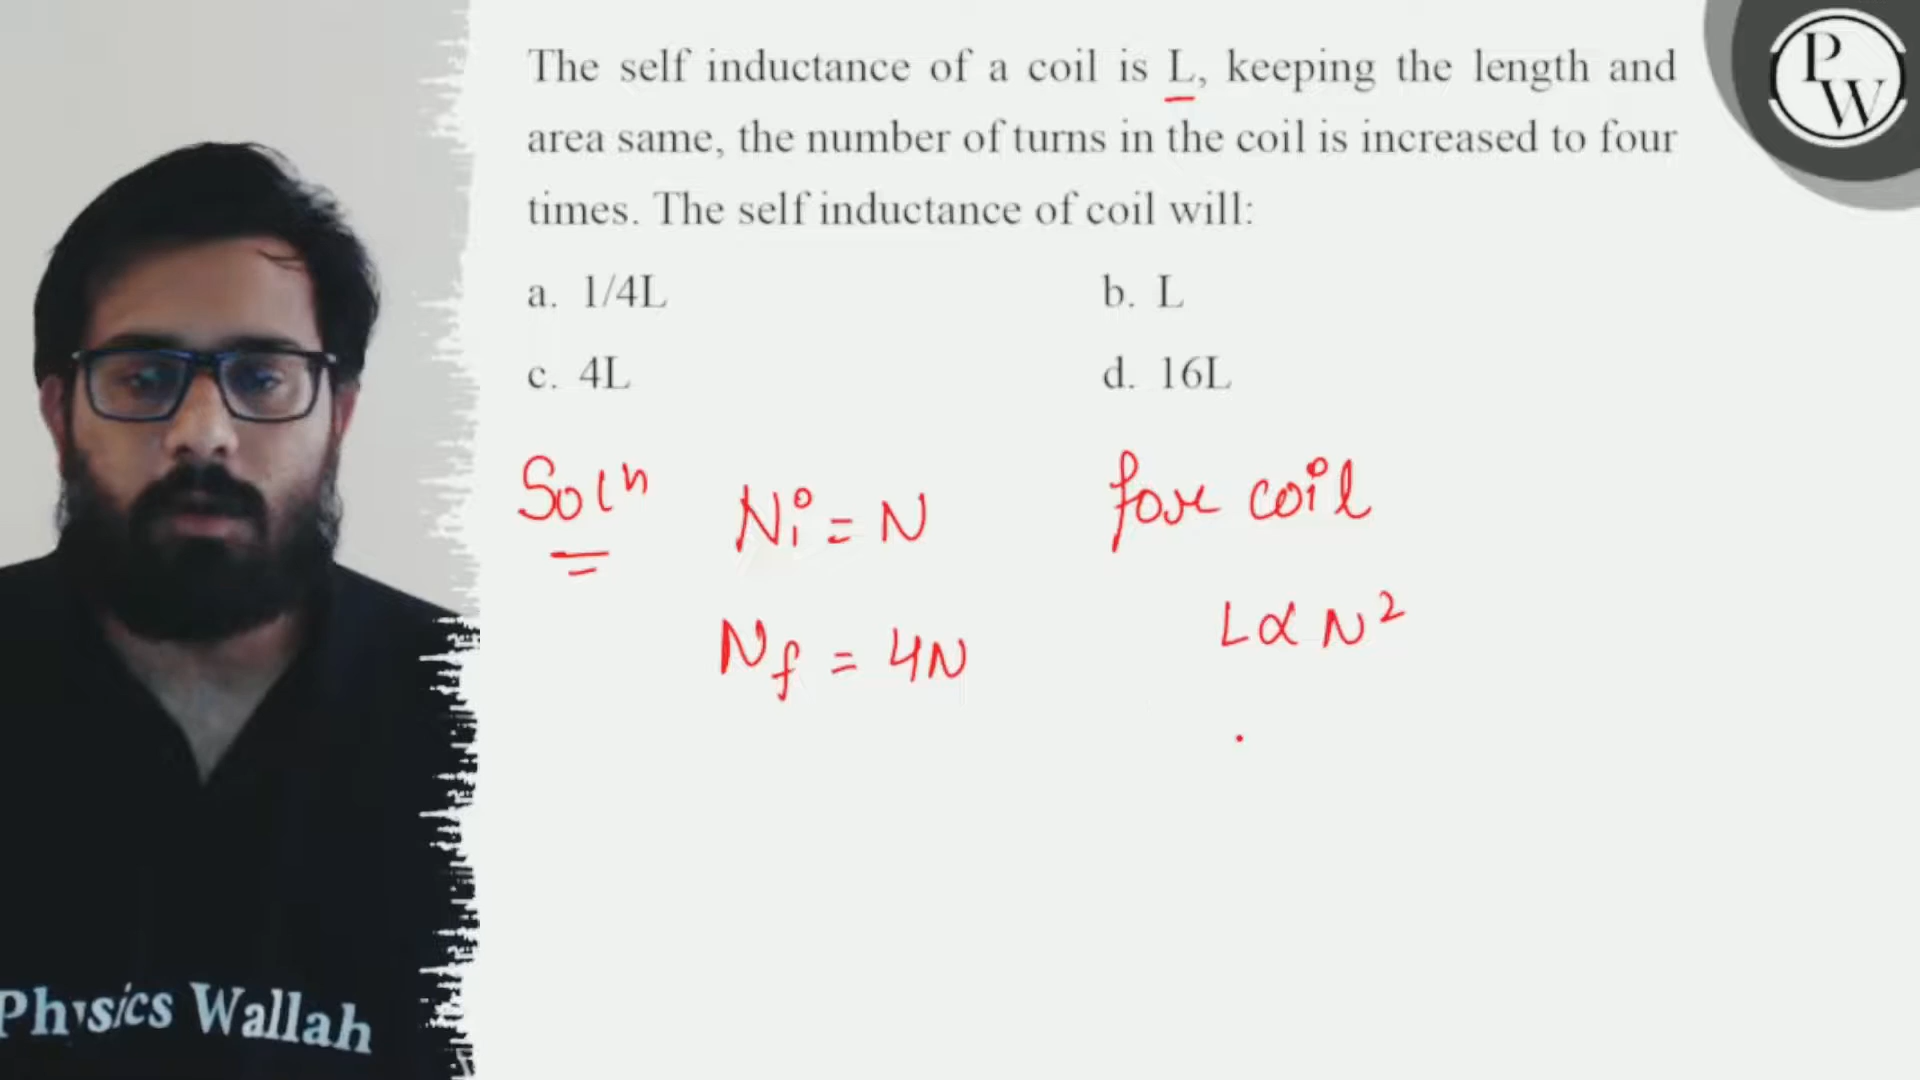 The self inductance of a coil is L, keeping the length and
area same, the number of turns in the coil is increased to four
times. The self inductance of coil will:
a. 1/4L
b. L
c. 4L
d. 16L
Solⁿ
Ni = N
for coil
L∝ N²
Nf = 4N
PW
Physics Wallah